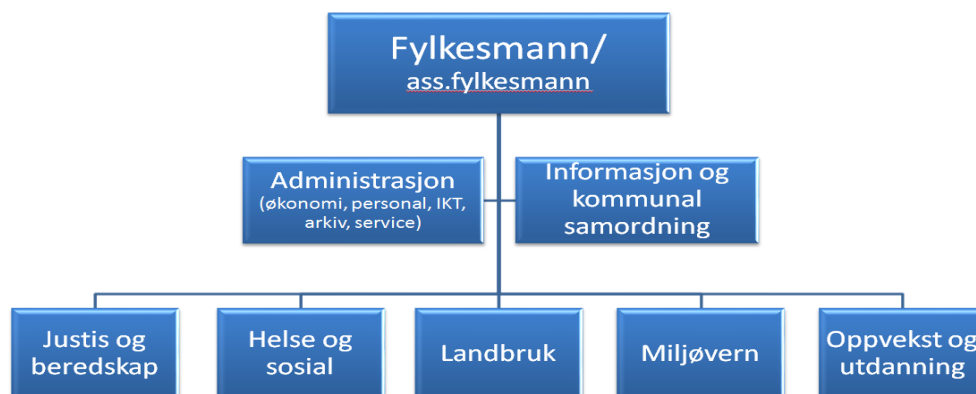 Fylkesmann/
ass.fylkesmann
Administrasjon
(økonomi, personal, IKT,
arkiv, service)
Informasjon og
kommunal
samordning
Justis og
beredskap
Helse og
sosial
Landbruk
Miljøvern
Oppvekst og
utdanning